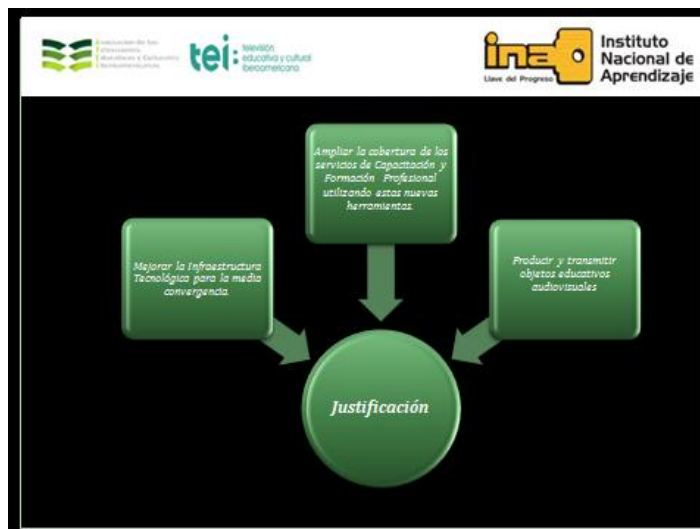 tei:
televisión
educativa y cultural
iberoamericana
ina
Llave del Progreso
Instituto
Nacional de
Aprendizaje
Ampliar la cobertura de los
servicios de Capacitación y
Formación Profesional
utilizando estas nuevas
herramientas.
Mejorar la Infraestructura
Tecnológica para la media
convergencia.
Producir y transmitir
objetos educativos
audiovisuales
Justificación